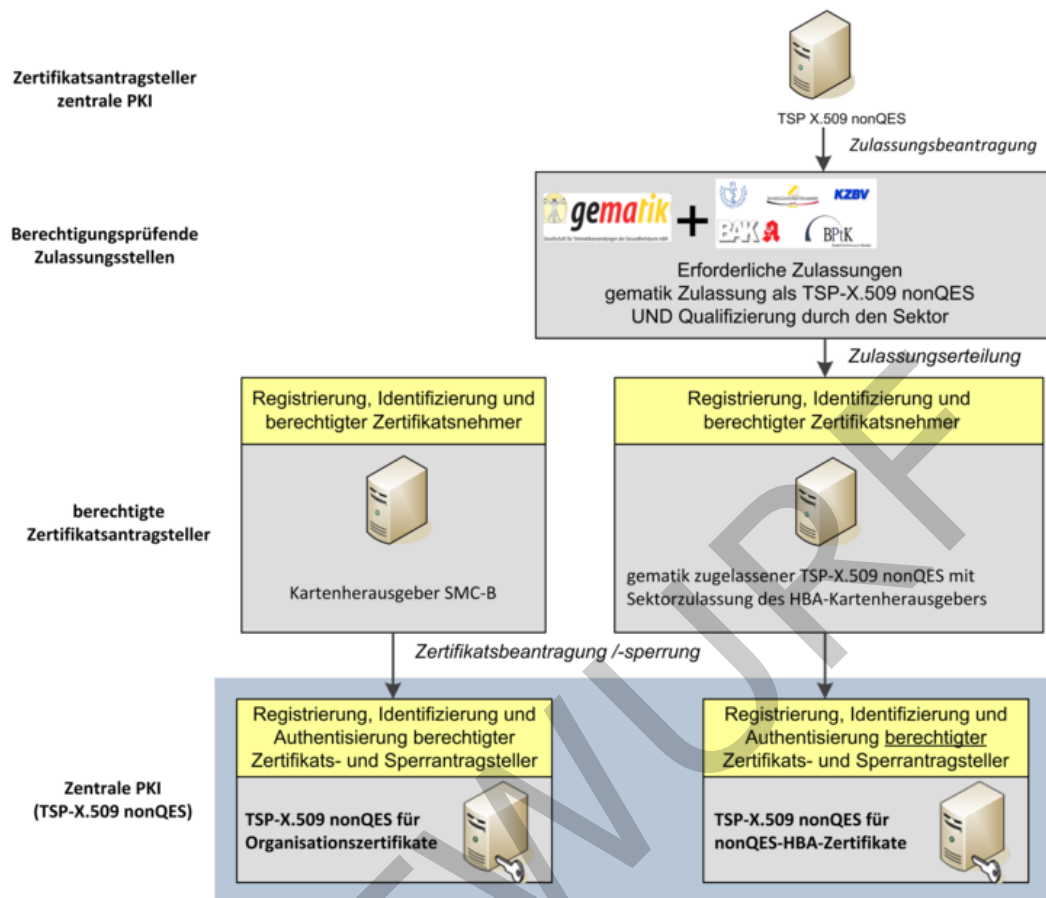 TSP X.509 nonQES
Zertifikatsantragsteller
zentrale PKI
Zulassungsbeantragung
gematik
+
KZBV
BAK
BPtK
Berechtigungsprüfende
Zulassungsstellen
Erforderliche Zulassungen
gematik Zulassung als TSP-X.509 nonQES
UND Qualifizierung durch den Sektor
Zulassungserteilung
Registrierung, Identifizierung und
berechtigter Zertifikatsnehmer
Registrierung, Identifizierung und
berechtigter Zertifikatsnehmer
berechtigte
Zertifikatsantragsteller
Kartenherausgeber SMC-B
gematik zugelassener TSP-X.509 nonQES mit
Sektorzulassung des HBA-Kartenherausgebers
Zertifikatsbeantragung /-sperrung
Registrierung, Identifizierung und
Authentisierung berechtigter
Zertifikats- und Sperrantragsteller
Registrierung, Identifizierung und
Authentisierung berechtigter
Zertifikats- und Sperrantragsteller
Zentrale PKI
(TSP-X.509 nonQES)
TSP-X.509 nonQES für
Organisationszertifikate
TSP-X.509 nonQES für
nonQES-HBA-Zertifikate